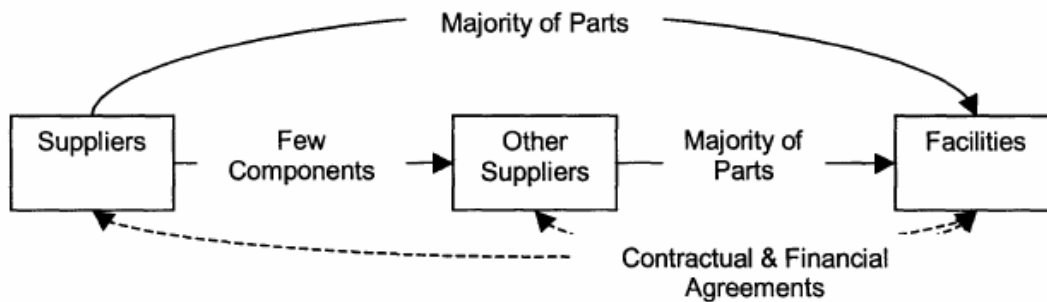 Majority of Parts
Suppliers
Few
Components
Other
Suppliers
Majority of
Parts
Facilities
Contractual & Financial
Agreements